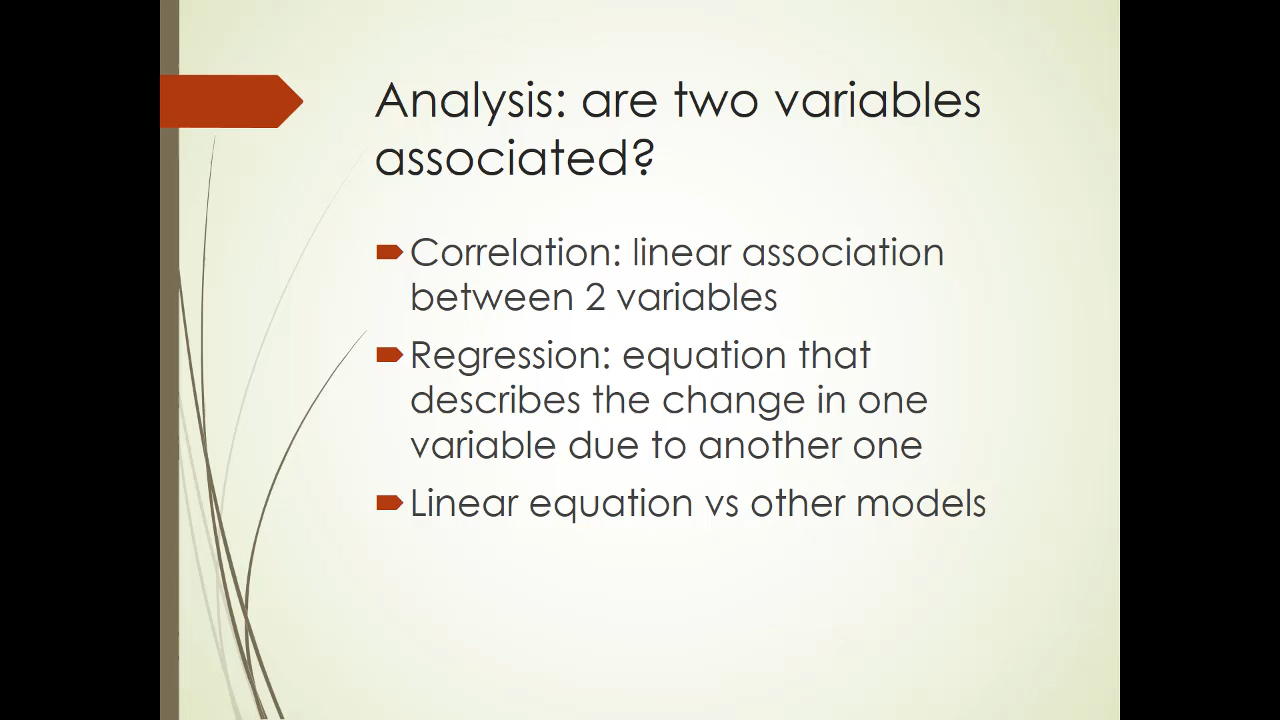 Analysis: are two variables
associated?
Correlation: linear association
between 2 variables
Regression: equation that
describes the change in one
variable due to another one
Linear equation vs other models